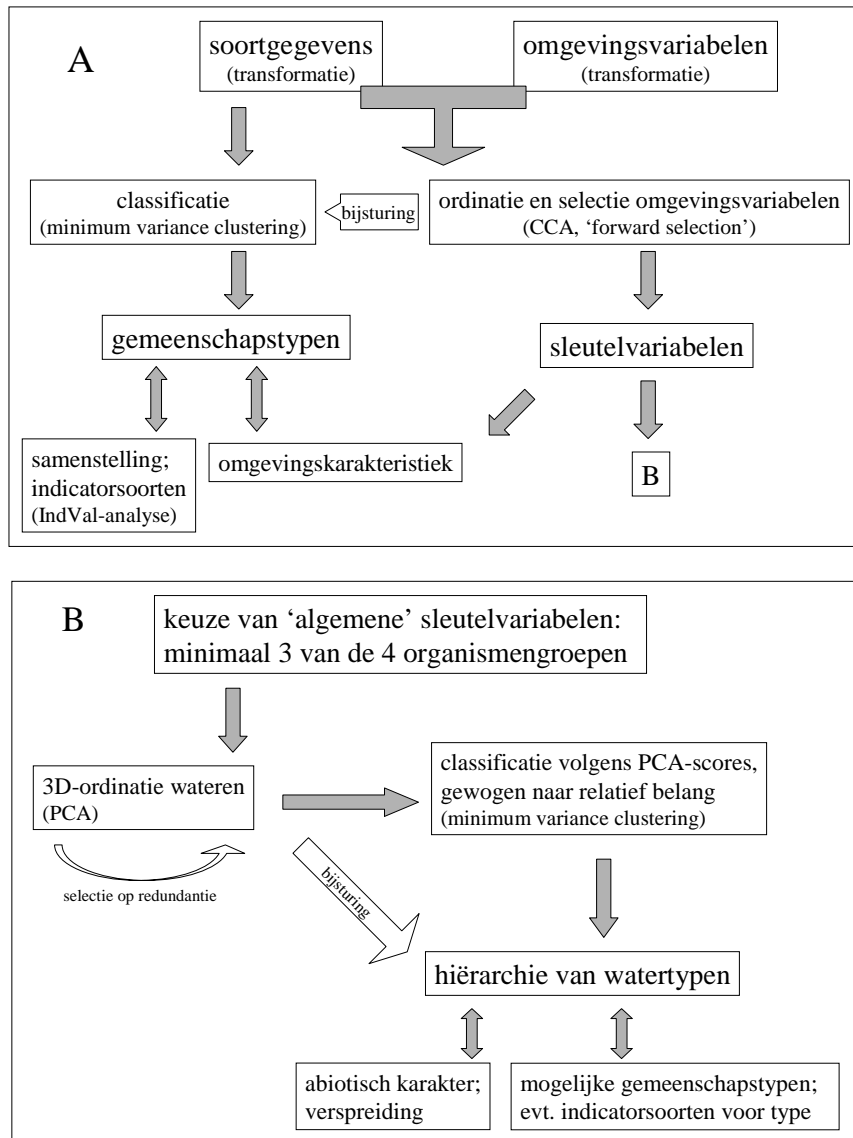 A
soortgegevens
(transformatie)
omgevingsvariabelen
(transformatie)
classificatie
(minimum variance clustering)
bijsturing
ordinatie en selectie omgevingsvariabelen
(CCA, ‘forward selection’)
gemeenschapstypen
sleutelvariabelen
samenstelling;
indicatorsoorten
(IndVal-analyse)
omgevingskarakteristiek
B
B
keuze van ‘algemene’ sleutelvariabelen:
minimaal 3 van de 4 organismengroepen
3D-ordinatie wateren
(PCA)
classificatie volgens PCA-scores,
gewogen naar relatief belang
(minimum variance clustering)
selectie op redundantie
bijsturing
hiërarchie van watertypen
abiotisch karakter;
verspreiding
mogelijke gemeenschapstypen;
evt. indicatorsoorten voor type